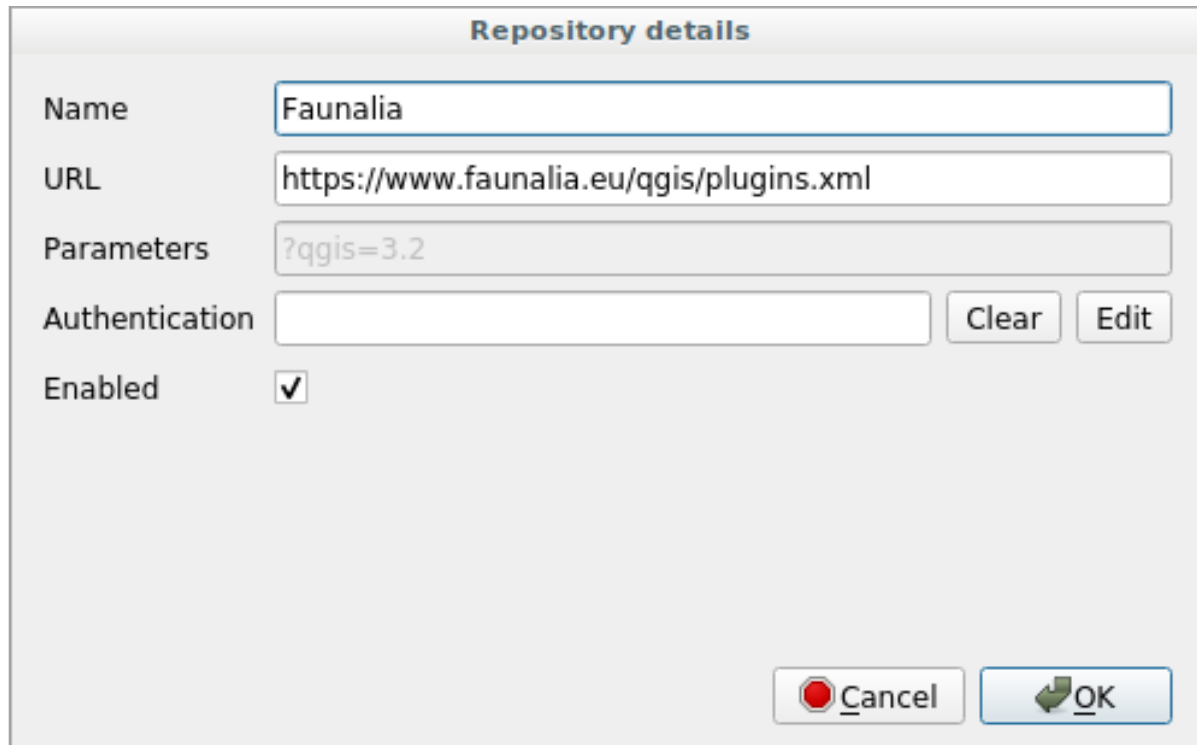 Repository details
Name Faunalia
URL https://www.faunalia.eu/qgis/plugins.xml
Parameters ?qgis=3.2
Authentication Clear Edit
Enabled
Cancel OK